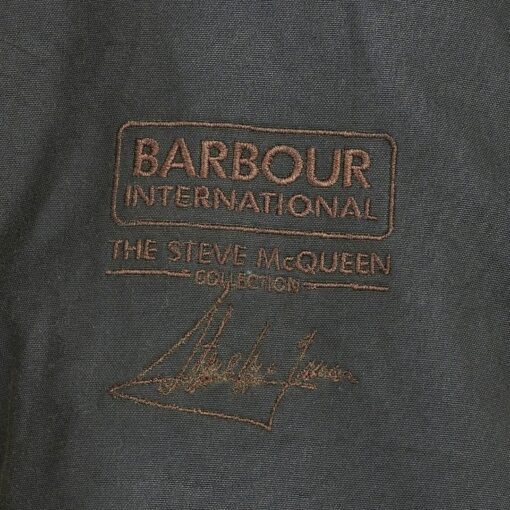 BARBOUR
INTERNATIONAL
THE STEVE McQUEEN
COLLECTION